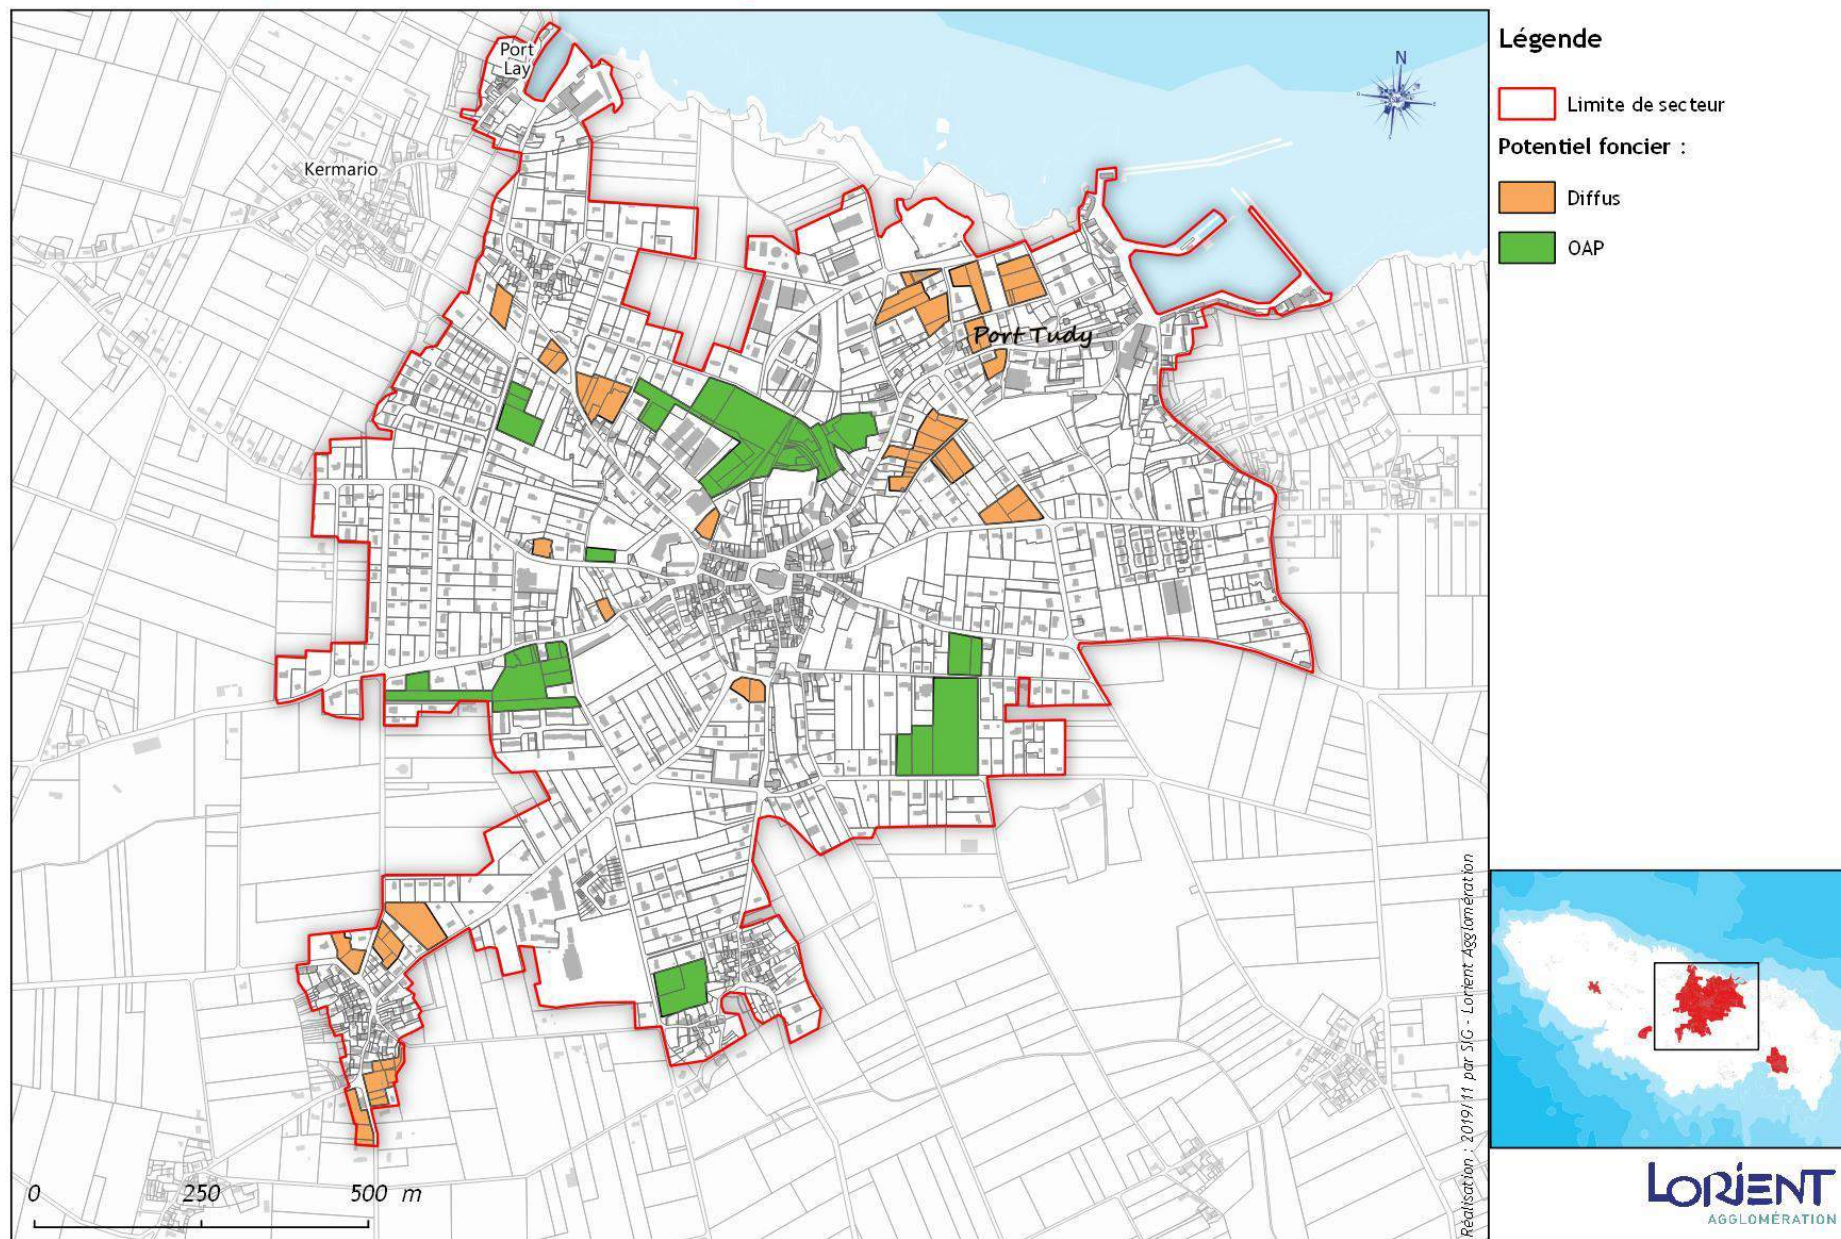 Port
Lay
Kermario
Port Tudy
N
0 250 500 m
Réalisation : 2019/11 par SIG - Lorient Agglomération
Légende
Limite de secteur
Potentiel foncier :
Diffus
OAP
LORIENT
AGGLOMÉRATION